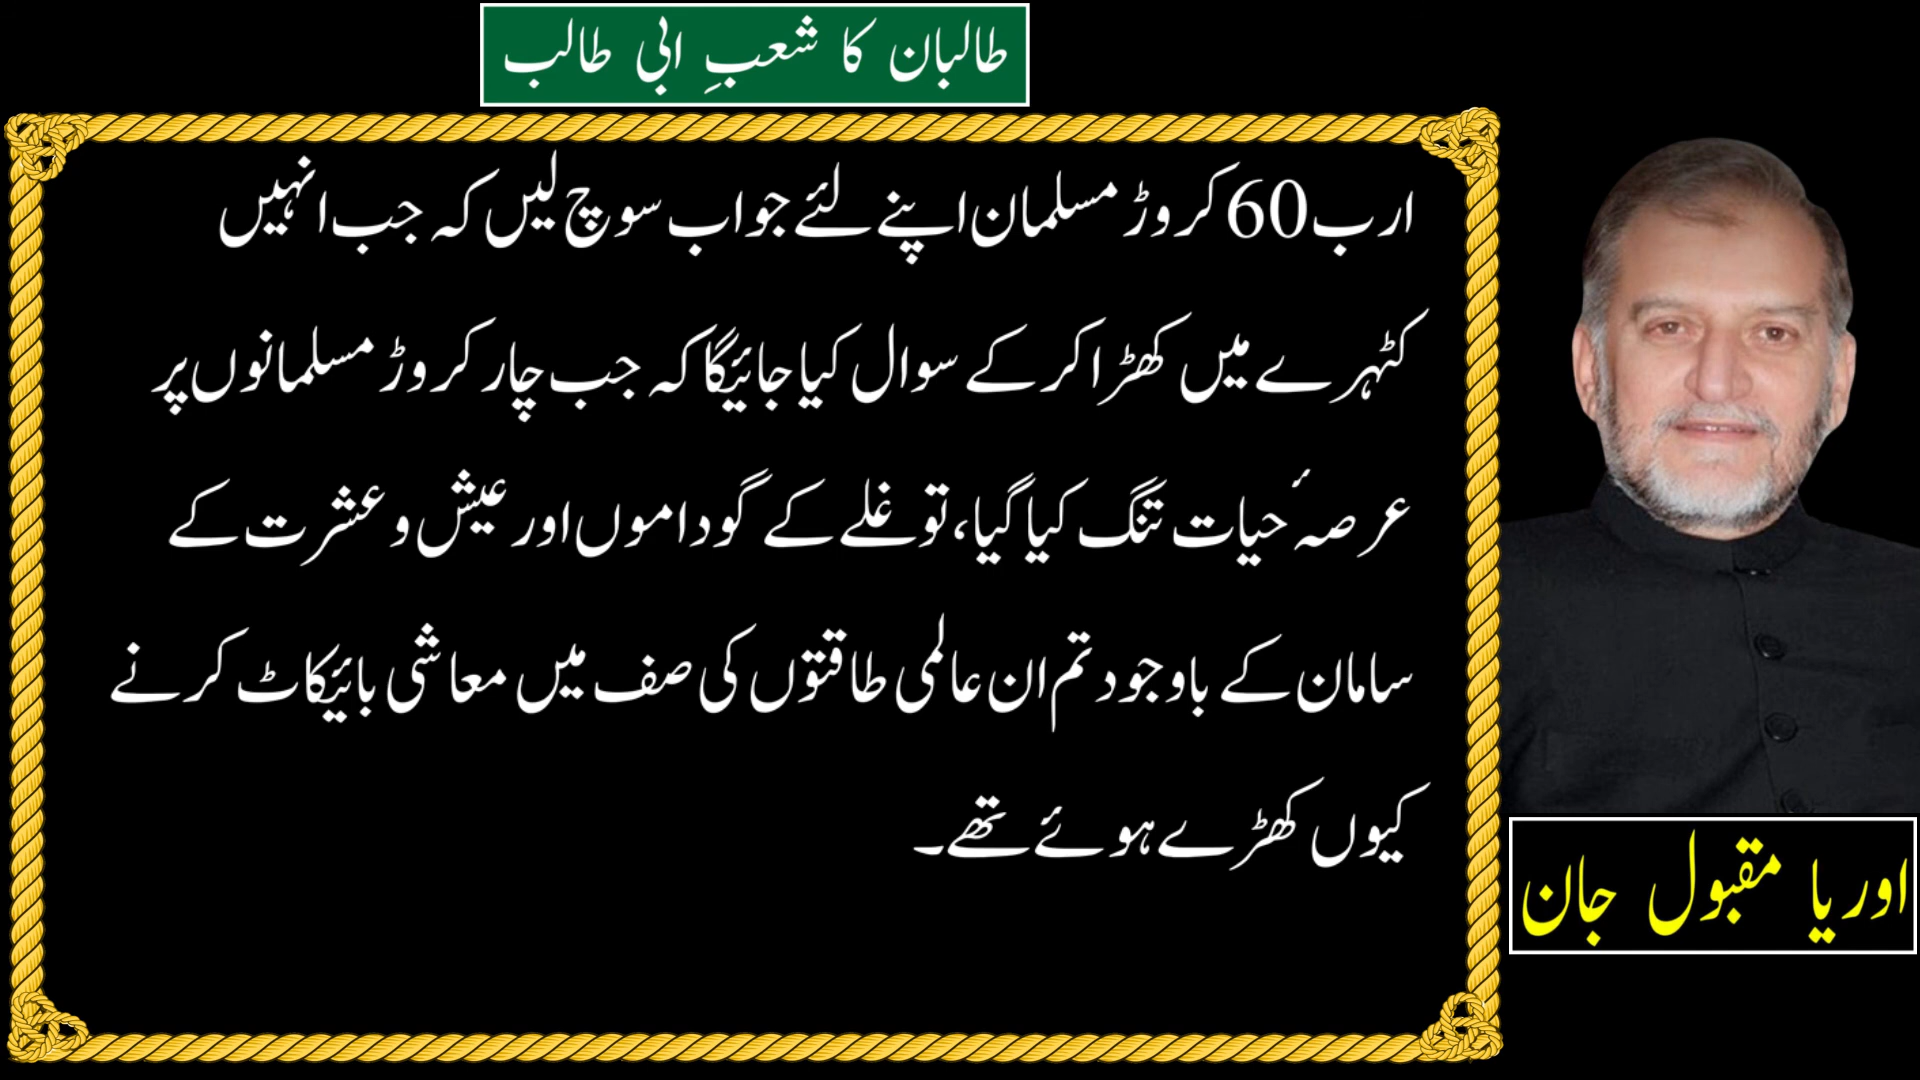 طالبان کا شعبِ ابی طالب
ارب60 کروڑ مسلمان اپنے لئے جواب سوچ لیں کہ جب انہیں
کٹہرے میں کھڑا کر کے سوال کیا جائیگا کہ جب چار کروڑ مسلمانوں پر
عرصہٴ حیات تنگ کیا گیا، تو غلے کے گوداموں اور عیش و عشرت کے
سامان کے باوجود تم ان عالمی طاقتوں کی صف میں معاشی بائیکاٹ کرنے
کیوں کھڑے ہوئے تھے۔
اوریا مقبول جان